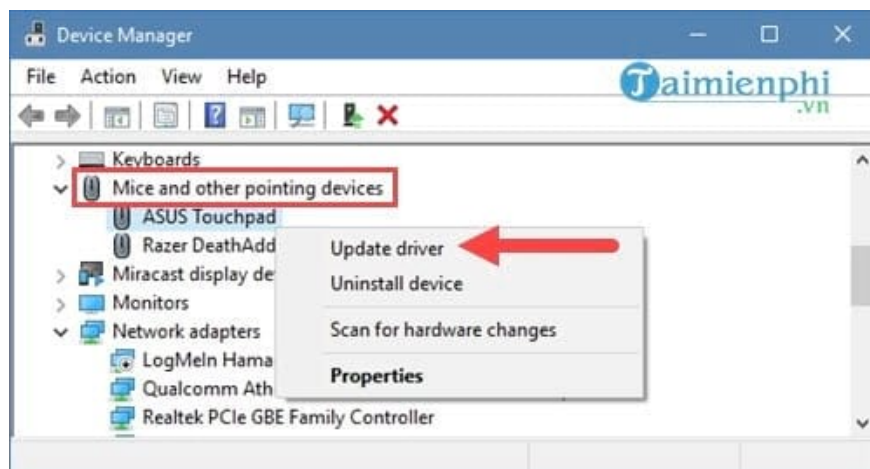 Device Manager
File Action View Help
Taimienphi
.vn
Keyboards
Mice and other pointing devices
ASUS Touchpad
Razer DeathAdd
Miracast display de
Monitors
Network adapters
LogMeIn Hama
Qualcomm Ath
Realtek PCIe GBE Family Controller
Update driver
Uninstall device
Scan for hardware changes
Properties